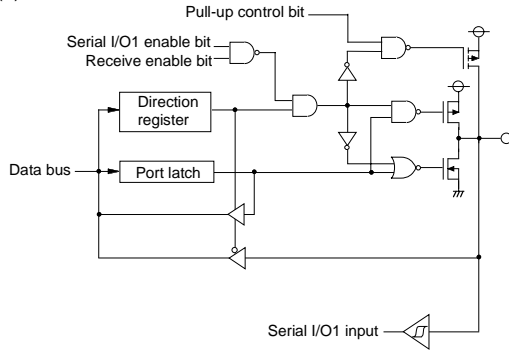 Pull-up control bit
Serial I/O1 enable bit
Receive enable bit
Direction
register
Data bus
Port latch
Serial I/O1 input